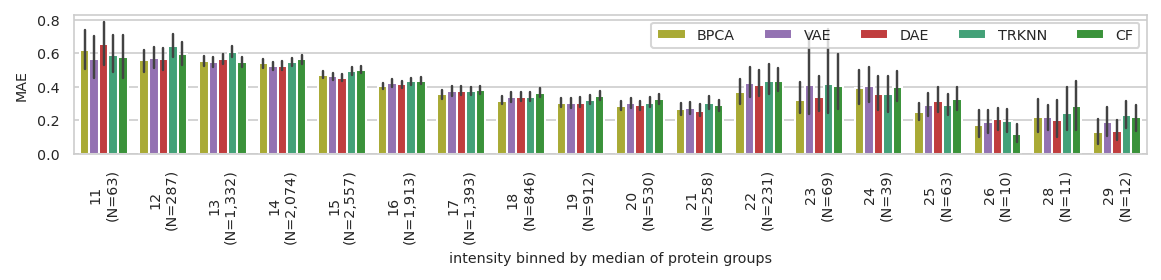 BPCA VAE DAE TRKNN CF
MAE
0.8
0.6
0.4
0.2
0.0
11
(N=63)
12
(N=287)
13
(N=1,332)
14
(N=2,074)
15
(N=2,557)
16
(N=1,913)
17
(N=1,393)
18
(N=846)
19
(N=912)
20
(N=530)
21
(N=258)
22
(N=231)
23
(N=69)
24
(N=39)
25
(N=63)
26
(N=10)
28
(N=11)
29
(N=12)
intensity binned by median of protein groups